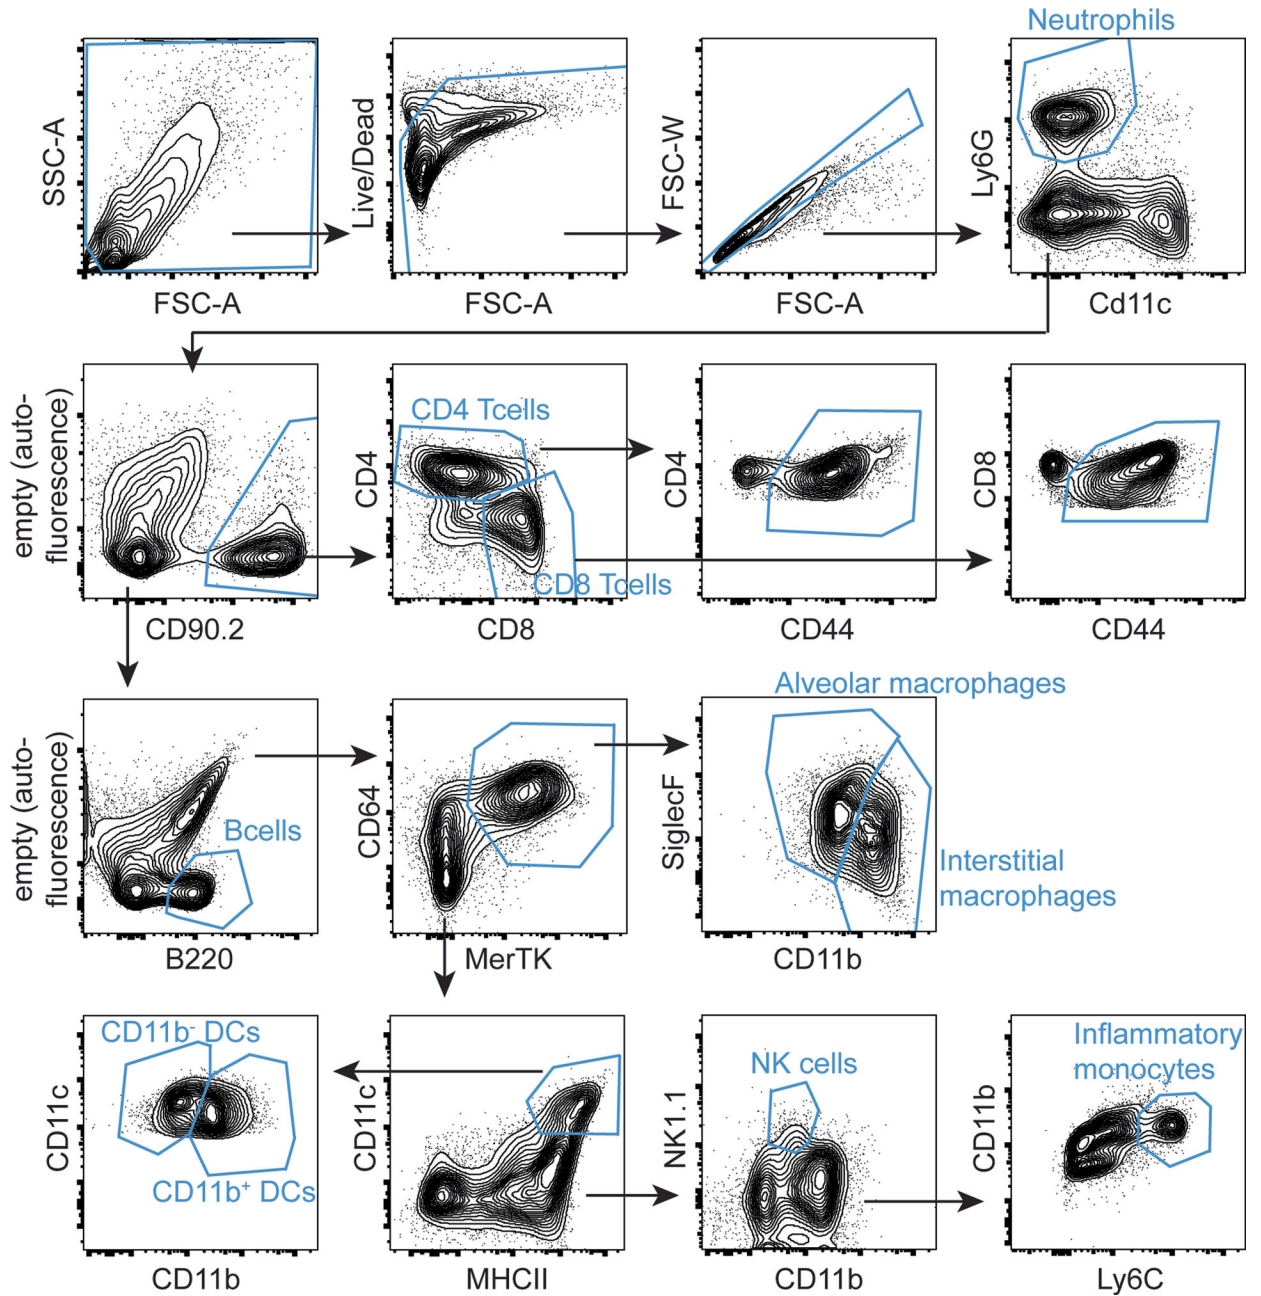 Neutrophils
SSC-A
FSC-A
Live/Dead
FSC-A
FSC-W
FSC-A
Ly6G
Cd11c
empty (auto-
fluorescence)
CD90.2
CD4 Tcells
CD4
CD8 Tcells
CD8
CD4
CD44
CD8
CD44
empty (auto-
fluorescence)
Bcells
B220
CD64
MerTK
Alveolar macrophages
SiglecF
Interstitial
macrophages
CD11b
CD11b⁻ DCs
CD11c
CD11b⁺ DCs
CD11b
CD11c
MHCII
NK cells
NK1.1
CD11b
Inflammatory
monocytes
CD11b
Ly6C